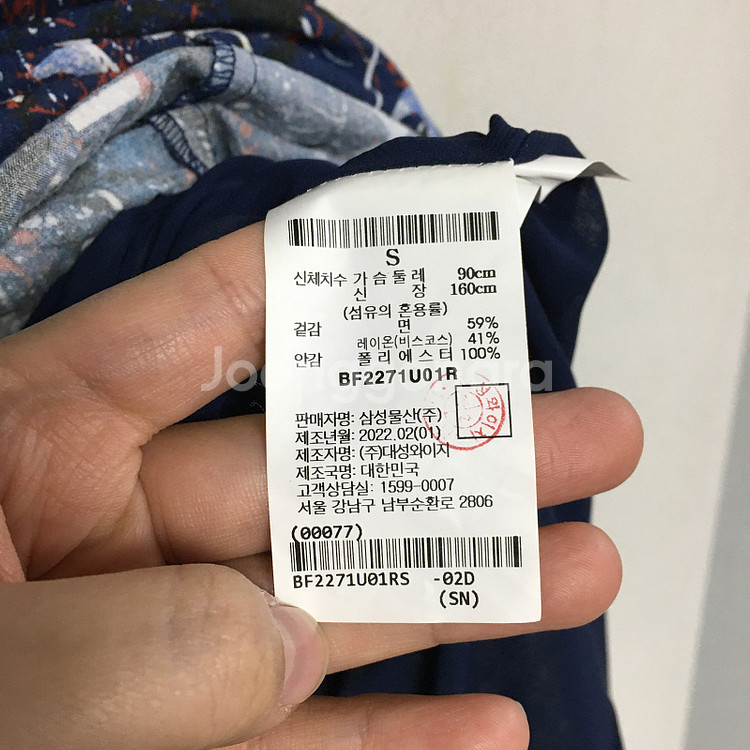 S
신체치수 가 슴 둘 레 90cm
신 장 160cm
(섬유의 혼용률)
겉감 면 59%
레이온(비스코스) 41%
안감 폴 리 에 스 터 100%
BF2271U01R
판매자명: 삼성물산(주)
제조년월: 2022.02(01)
제조자명: (주)대성와이지
제조국명: 대한민국
고객상담실: 1599-0007
서울 강남구 남부순환로 2806
(00077)
BF2271U01RS -02D
(SN)